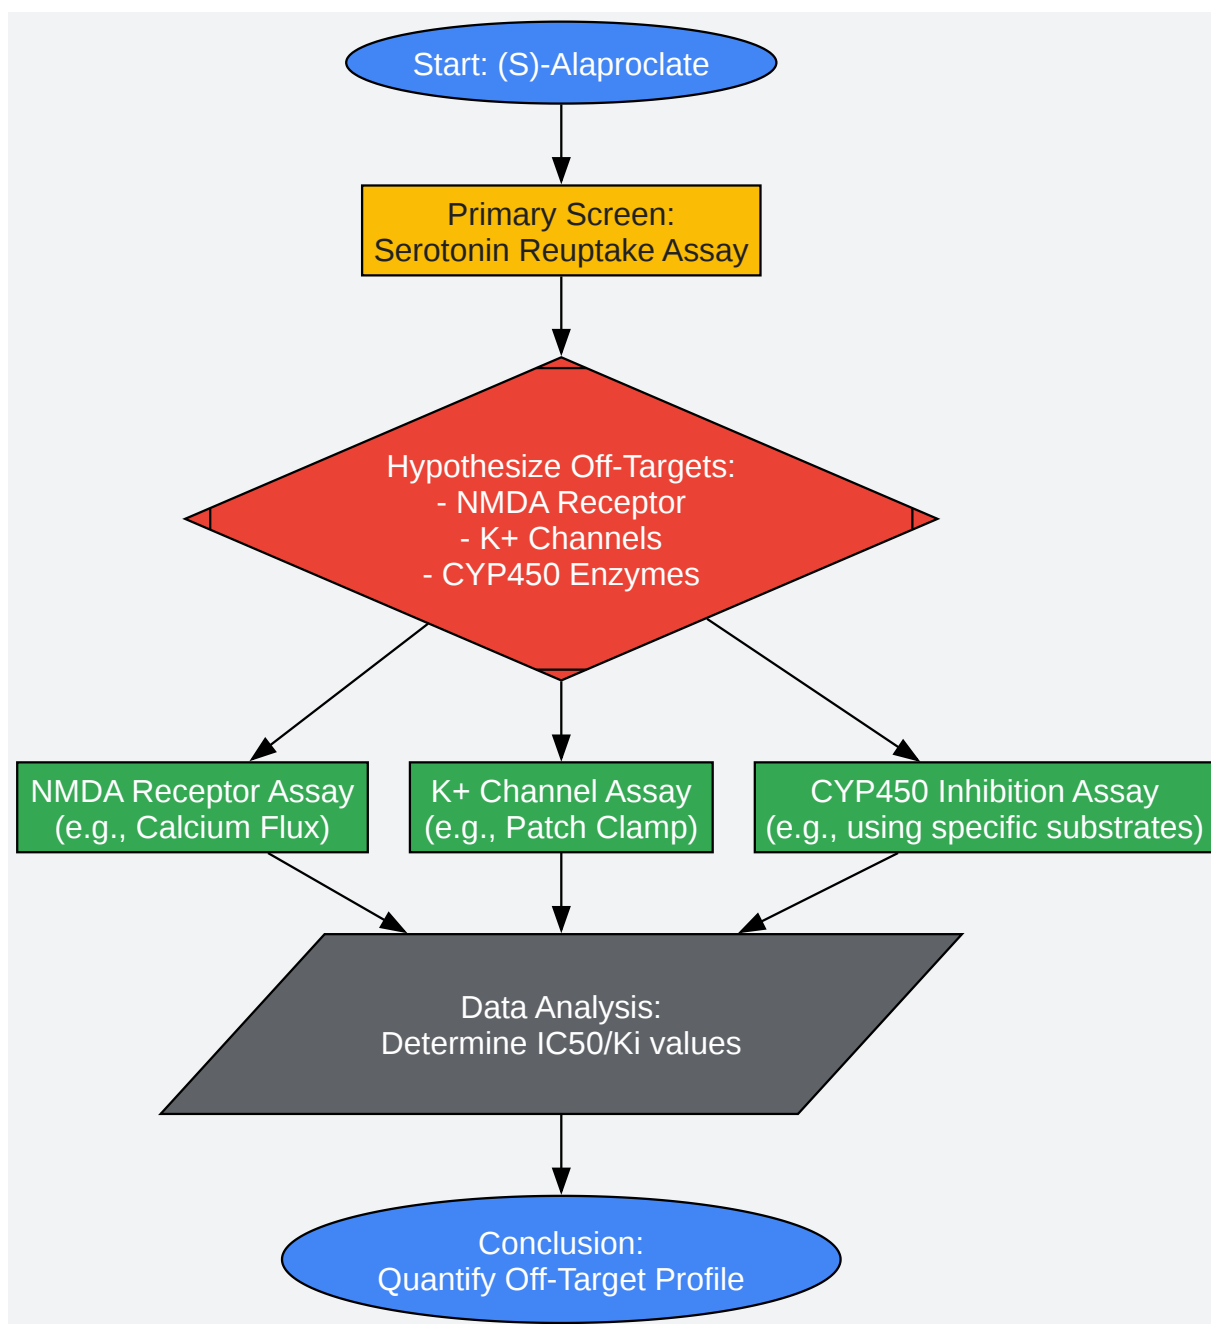 Start: (S)-Alaproclate
Primary Screen:
Serotonin Reuptake Assay
Hypothesize Off-Targets:
- NMDA Receptor
- K+ Channels
- CYP450 Enzymes
NMDA Receptor Assay
(e.g., Calcium Flux)
K+ Channel Assay
(e.g., Patch Clamp)
CYP450 Inhibition Assay
(e.g., using specific substrates)
Data Analysis:
Determine IC50/Ki values
Conclusion:
Quantify Off-Target Profile